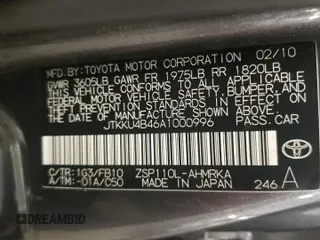 MFD.BY:TOYOTA MOTOR CORPORATION 02/10
GVWR 3605LB GAWR FR 1975LB RR 1820LB
THIS VEHICLE CONFORMS TO ALL APPLICABLE
FEDERAL MOTOR VEHICLE SAFETY, BUMPER, AND
THEFT PREVENTION STANDARDS IN EFFECT ON
THE DATE OF MANUFACTURE SHOWN ABOVE.
JTKKU4B46A1000996 PASS.CAR
C/TR:1G3/FB10 ZSP110L-AHMRKA
A/TM:-01A/C50 MADE IN JAPAN 246 A
TOYOTA
DREAMBID